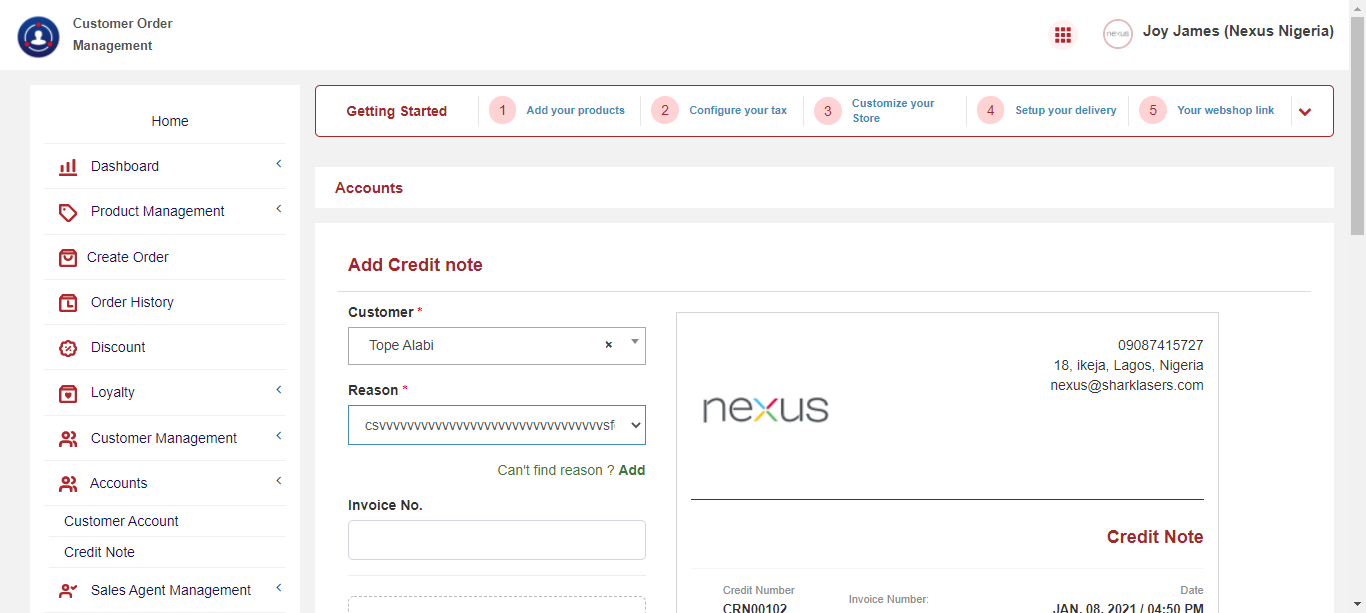 Customer Order
Management
nexus
Joy James (Nexus Nigeria)
Home
Dashboard
Product Management
Create Order
Order History
Discount
Loyalty
Customer Management
Accounts
Customer Account
Credit Note
Sales Agent Management
Getting Started
1 Add your products
2 Configure your tax
3 Customize your
Store
4 Setup your delivery
5 Your webshop link
Accounts
Add Credit note
Customer *
Tope Alabi ×
Reason *
Can't find reason ? Add
Invoice No.
09087415727
18, ikeja, Lagos, Nigeria
nexus@sharklasers.com
nexus
Credit Note
Credit Number
CRN00102
Invoice Number:
Date
JAN. 08, 2021 / 04:50 PM